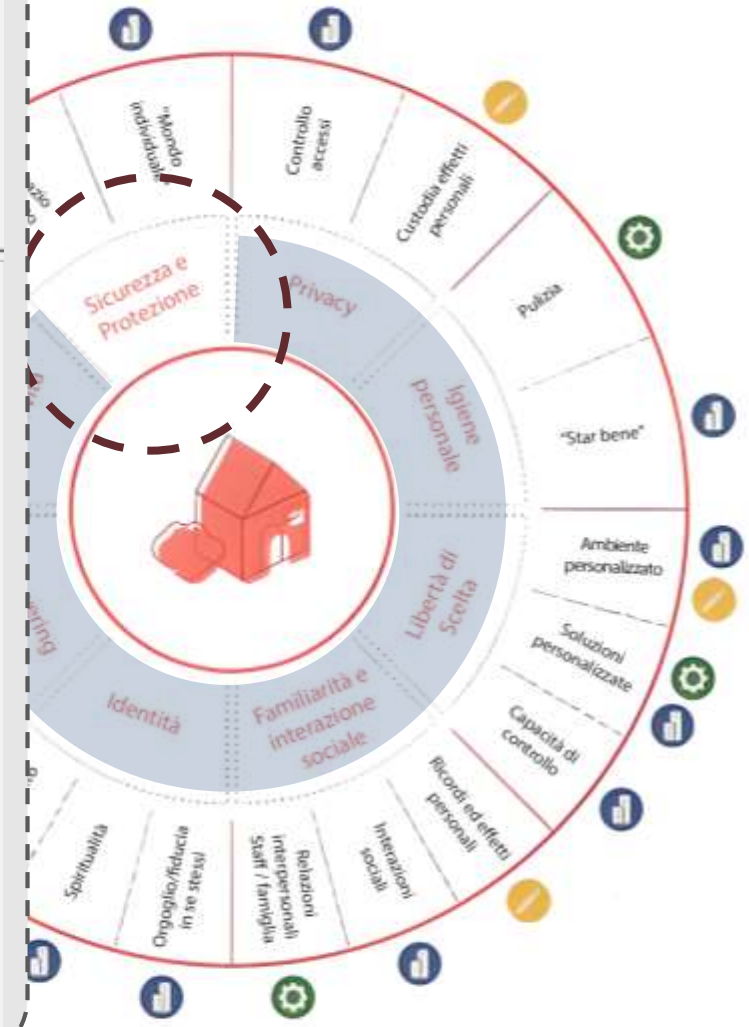 "Mondo
individuale"
Controllo
accessi
Custodia effetti
personali
Pulizia
"Star bene"
Ambiente
personalizzato
Soluzioni
personalizzate
Capacità di
controllo
Ricordi ed effetti
personali
Interazioni
sociali
Relazioni
interpersonali
Staff / famiglia
Orgoglio/fiducia
in se stessi
Spiritualità
Sicurezza e
Protezione
Privacy
Igiene
personale
Libertà di
Scelta
Familiarità e
interazione
sociale
Identità